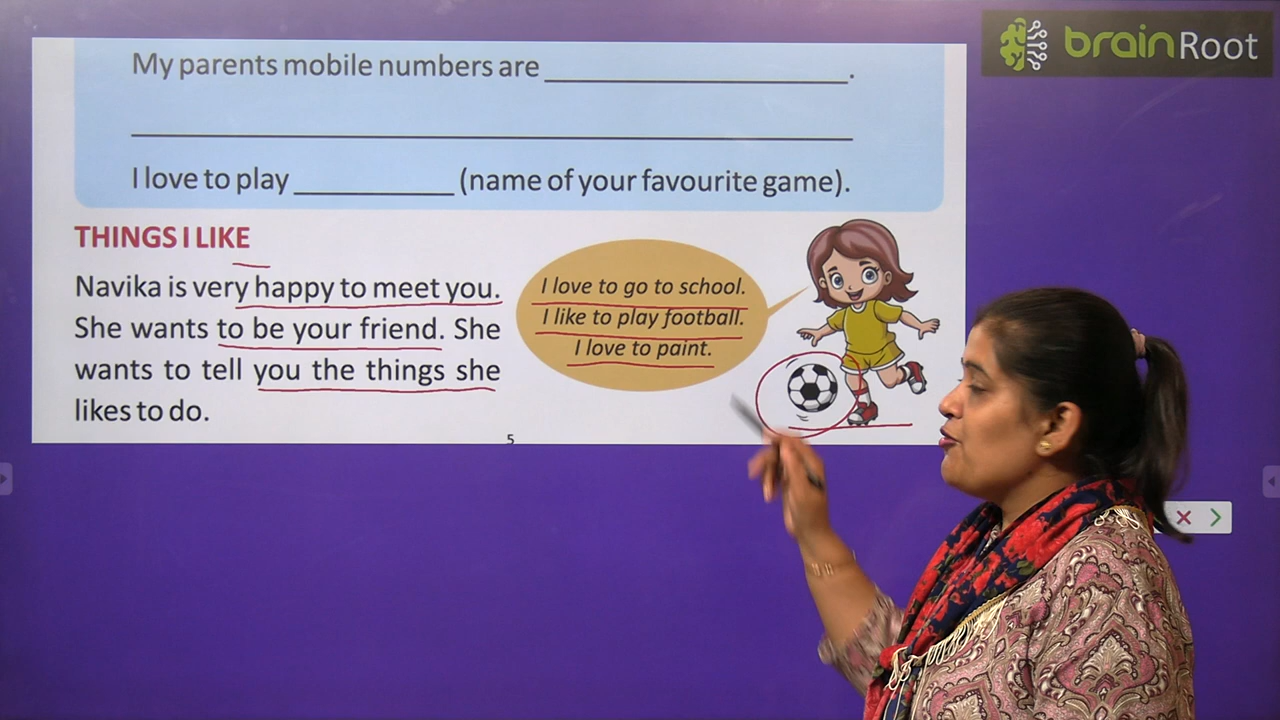 brainRoot
My parents mobile numbers are ____________________.
____________________________________________
I love to play ___________ (name of your favourite game).
THINGS I LIKE
Navika is very happy to meet you.
She wants to be your friend. She
wants to tell you the things she
likes to do.
I love to go to school.
I like to play football.
I love to paint.
5